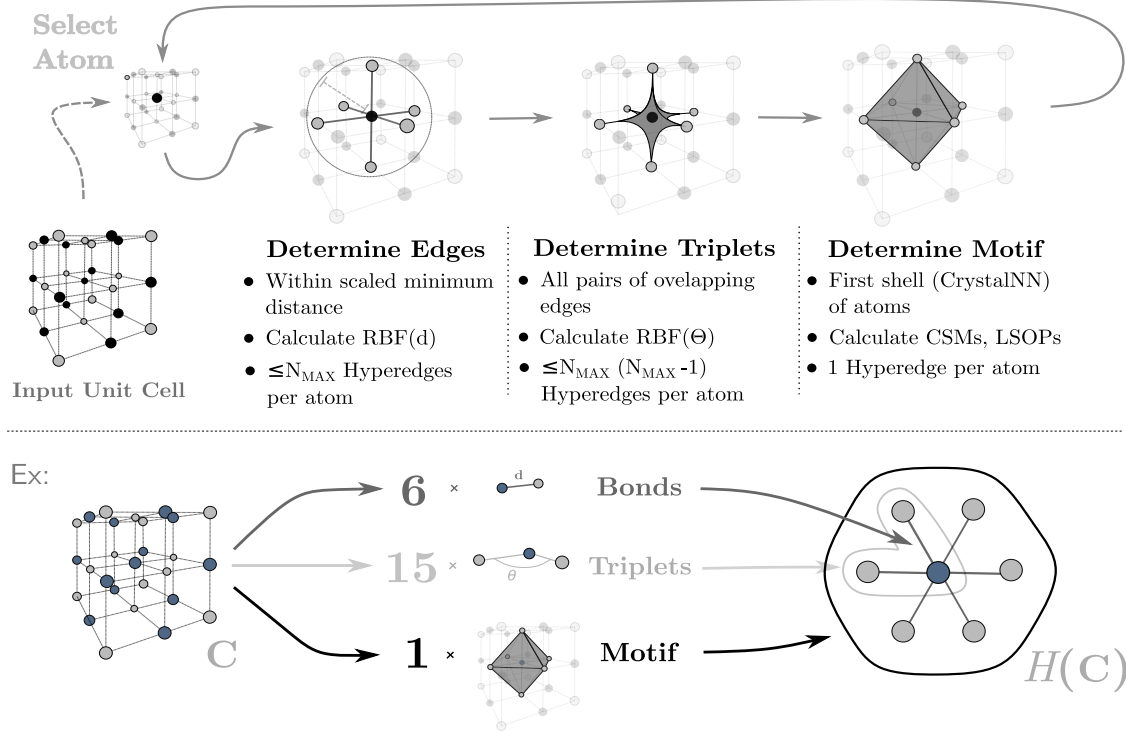 Select
Atom
Input Unit Cell
Determine Edges
● Within scaled minimum
distance
● Calculate RBF(d)
● ≤N_MAX Hyperedges
per atom
Determine Triplets
● All pairs of ovelapping
edges
● Calculate RBF(Θ)
● ≤N_MAX (N_MAX -1)
Hyperedges per atom
Determine Motif
● First shell (CrystalNN)
of atoms
● Calculate CSMs, LSOPs
● 1 Hyperedge per atom
Ex:
C
6 × d Bonds
15 × θ Triplets
1 × Motif
H(C)